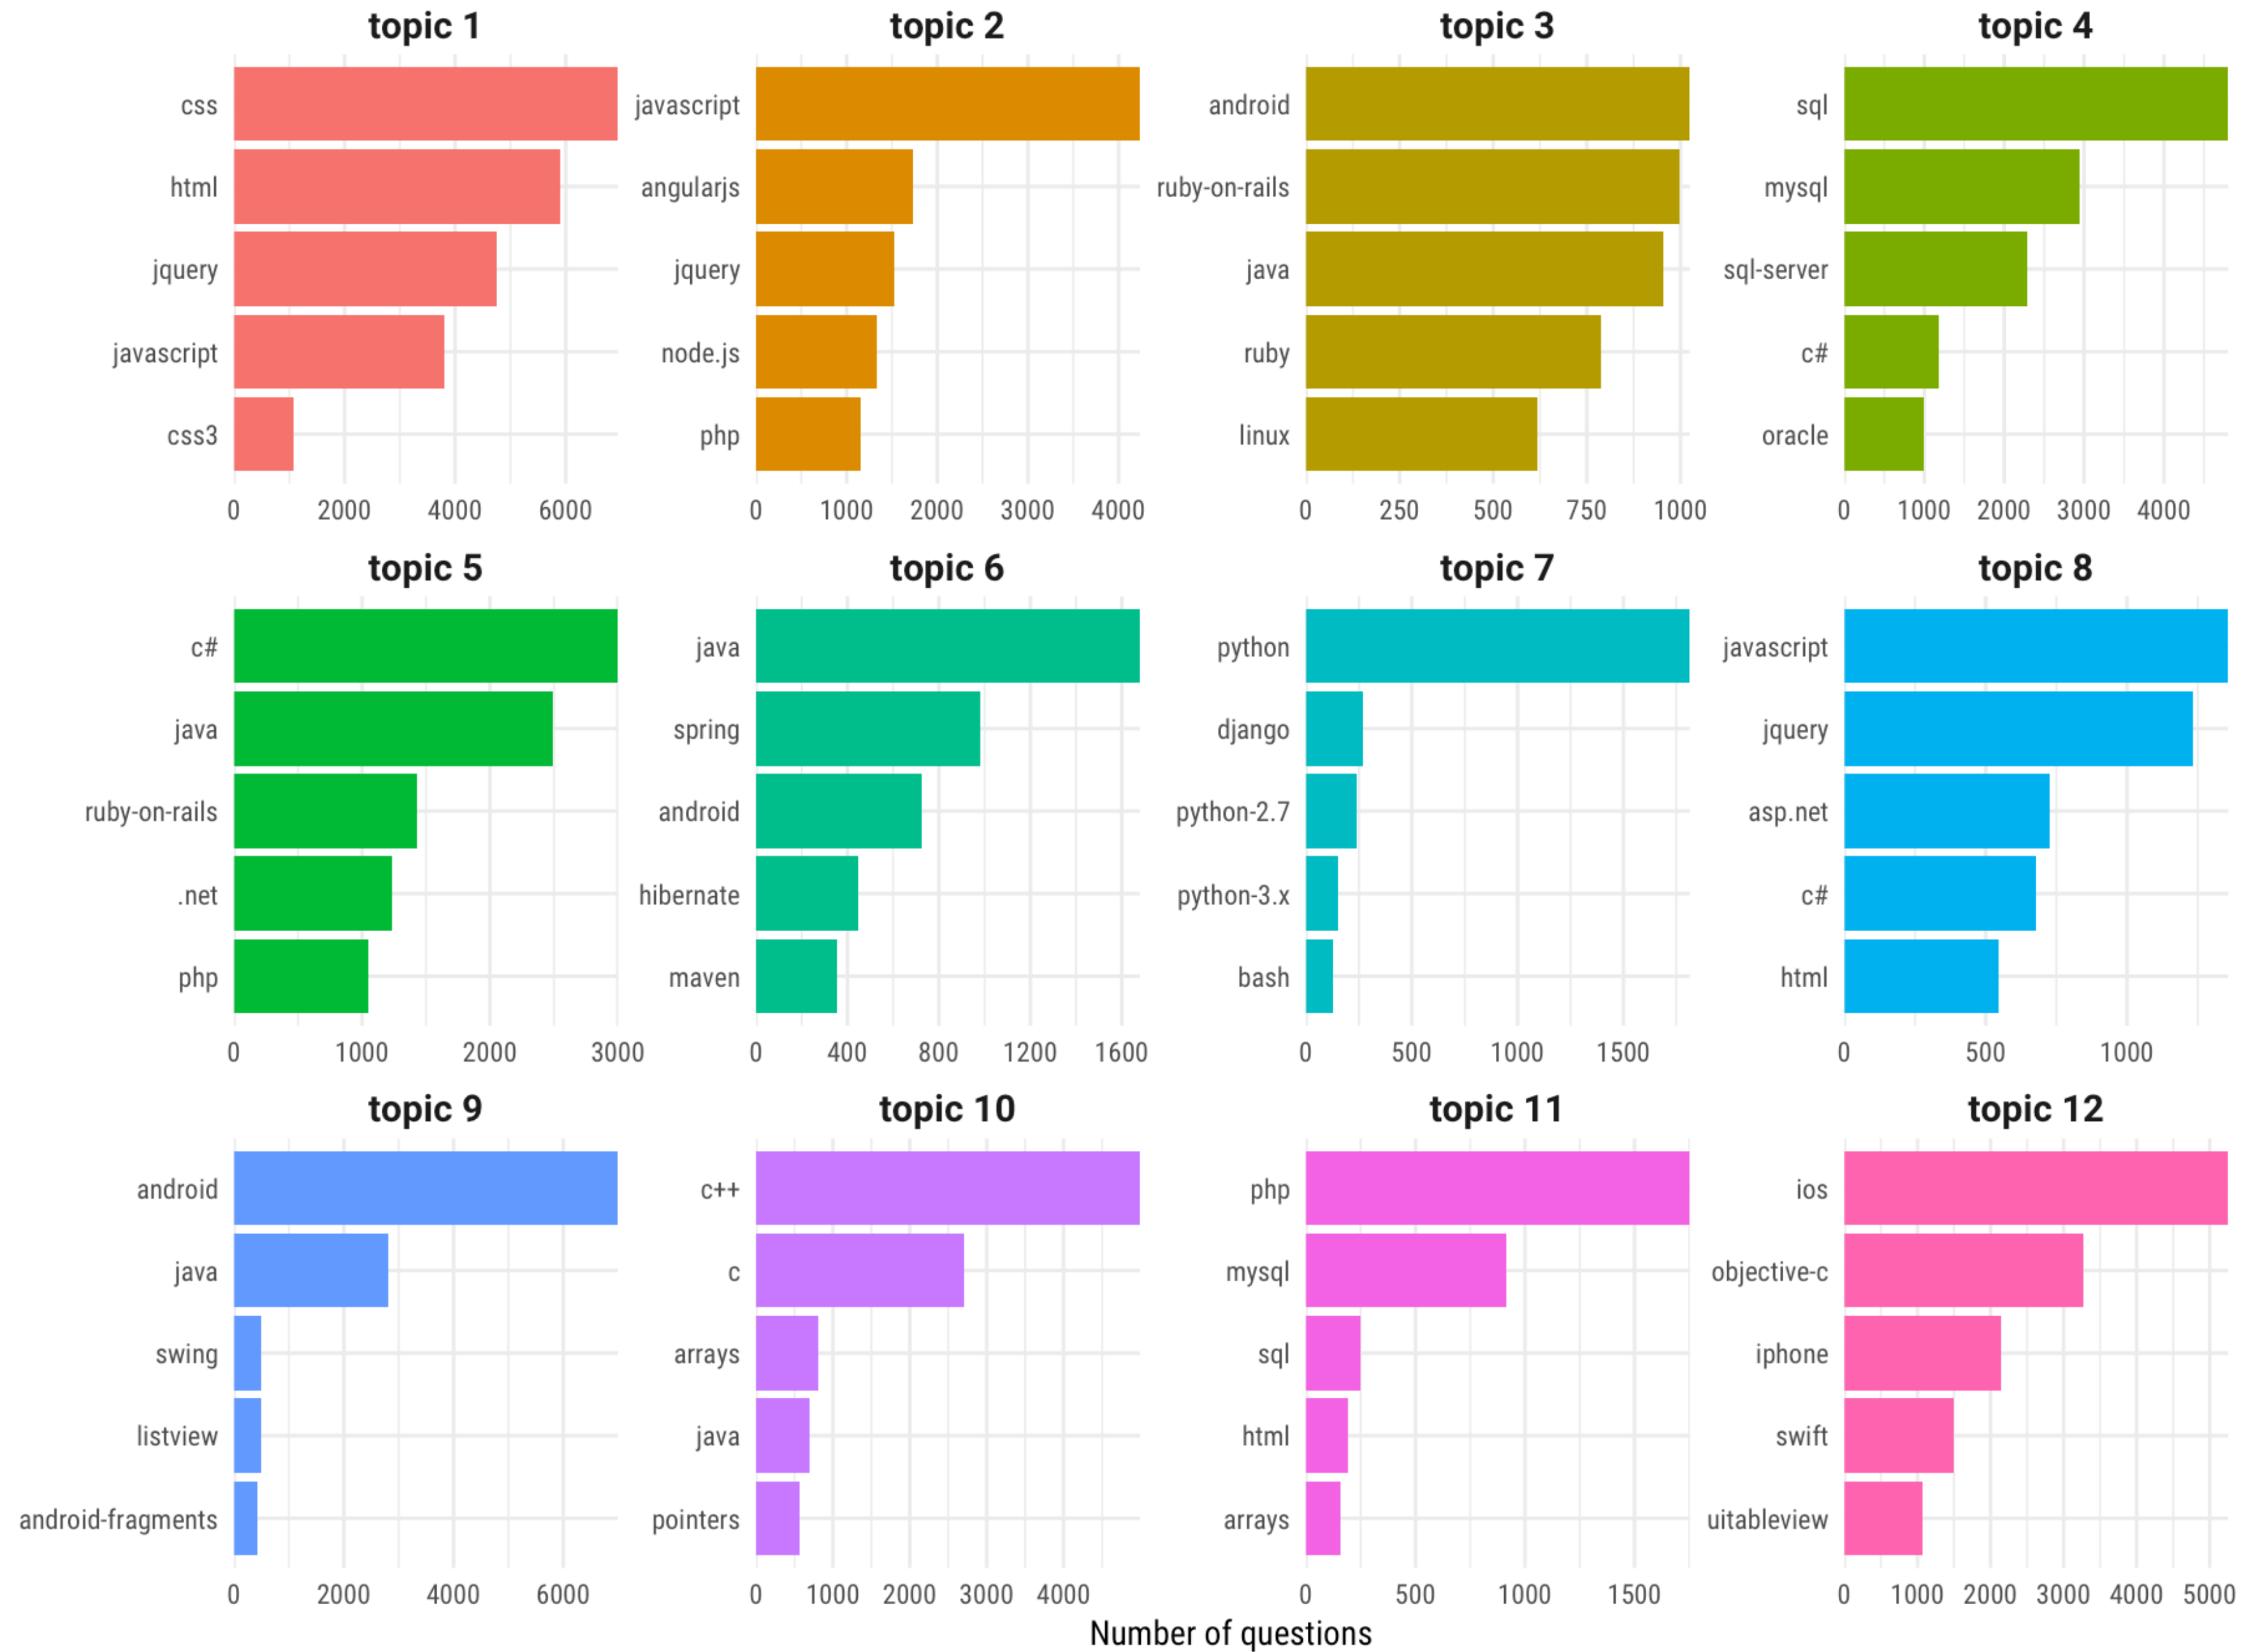 topic 1
css
html
jquery
javascript
css3
0 2000 4000 6000
topic 2
javascript
angularjs
jquery
node.js
php
0 1000 2000 3000 4000
topic 3
android
ruby-on-rails
java
ruby
linux
0 250 500 750 1000
topic 4
sql
mysql
sql-server
c#
oracle
0 1000 2000 3000 4000
topic 5
c#
java
ruby-on-rails
.net
php
0 1000 2000 3000
topic 6
java
spring
android
hibernate
maven
0 400 800 1200 1600
topic 7
python
django
python-2.7
python-3.x
bash
0 500 1000 1500
topic 8
javascript
jquery
asp.net
c#
html
0 500 1000
topic 9
android
java
swing
listview
android-fragments
0 2000 4000 6000
topic 10
c++
c
arrays
java
pointers
0 1000 2000 3000 4000
topic 11
php
mysql
sql
html
arrays
0 500 1000 1500
topic 12
ios
objective-c
iphone
swift
uitableview
0 1000 2000 3000 4000 5000
Number of questions